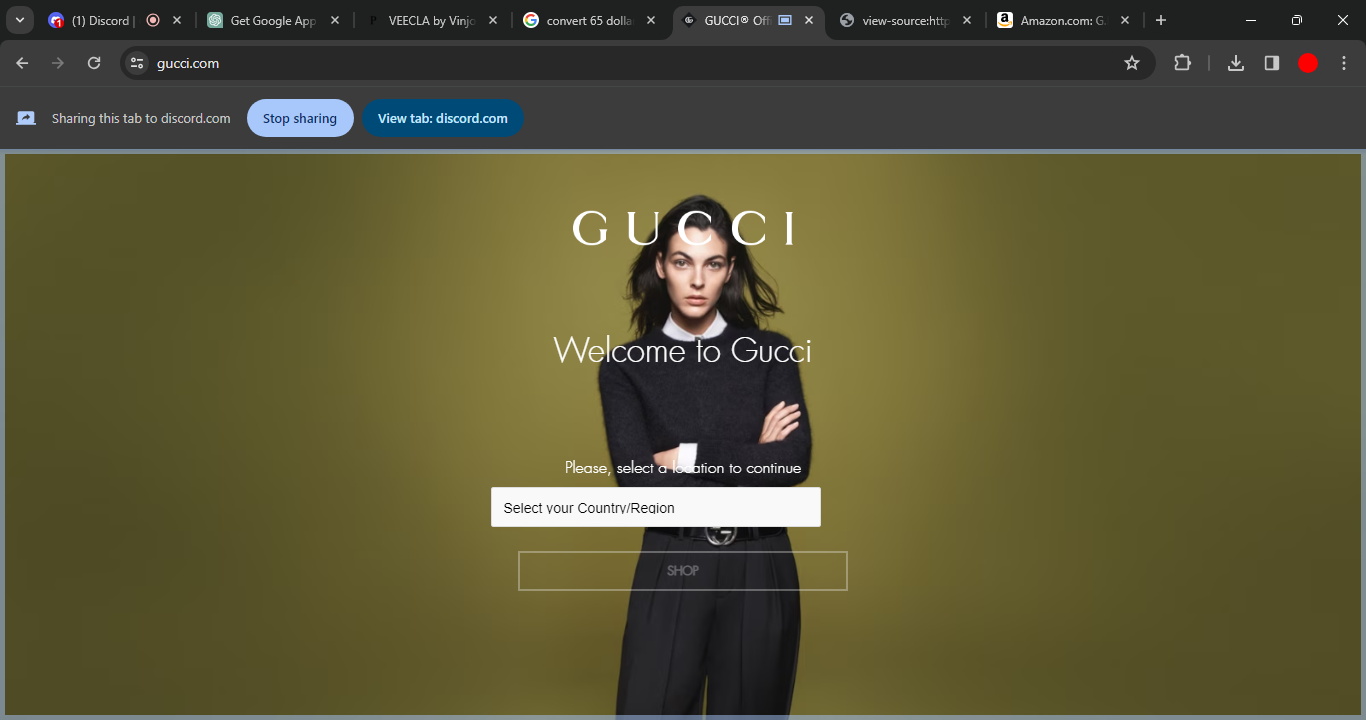 (1) Discord |
Get Google App
VEECLA by Vinjo
convert 65 dolla
GUCCI® Offi
view-source:http
Amazon.com: G
gucci.com
Sharing this tab to discord.com
Stop sharing
View tab: discord.com
GUCCI
Welcome to Gucci
Please, select a location to continue
Select your Country/Region
SHOP